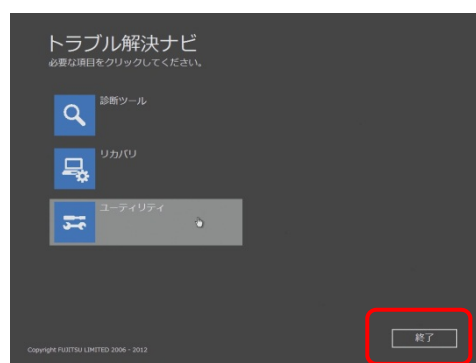 トラブル解決ナビ
必要な項目をクリックしてください。
診断ツール
リカバリ
ユーティリティ
終了
Copyright FUJITSU LIMITED 2006 - 2012